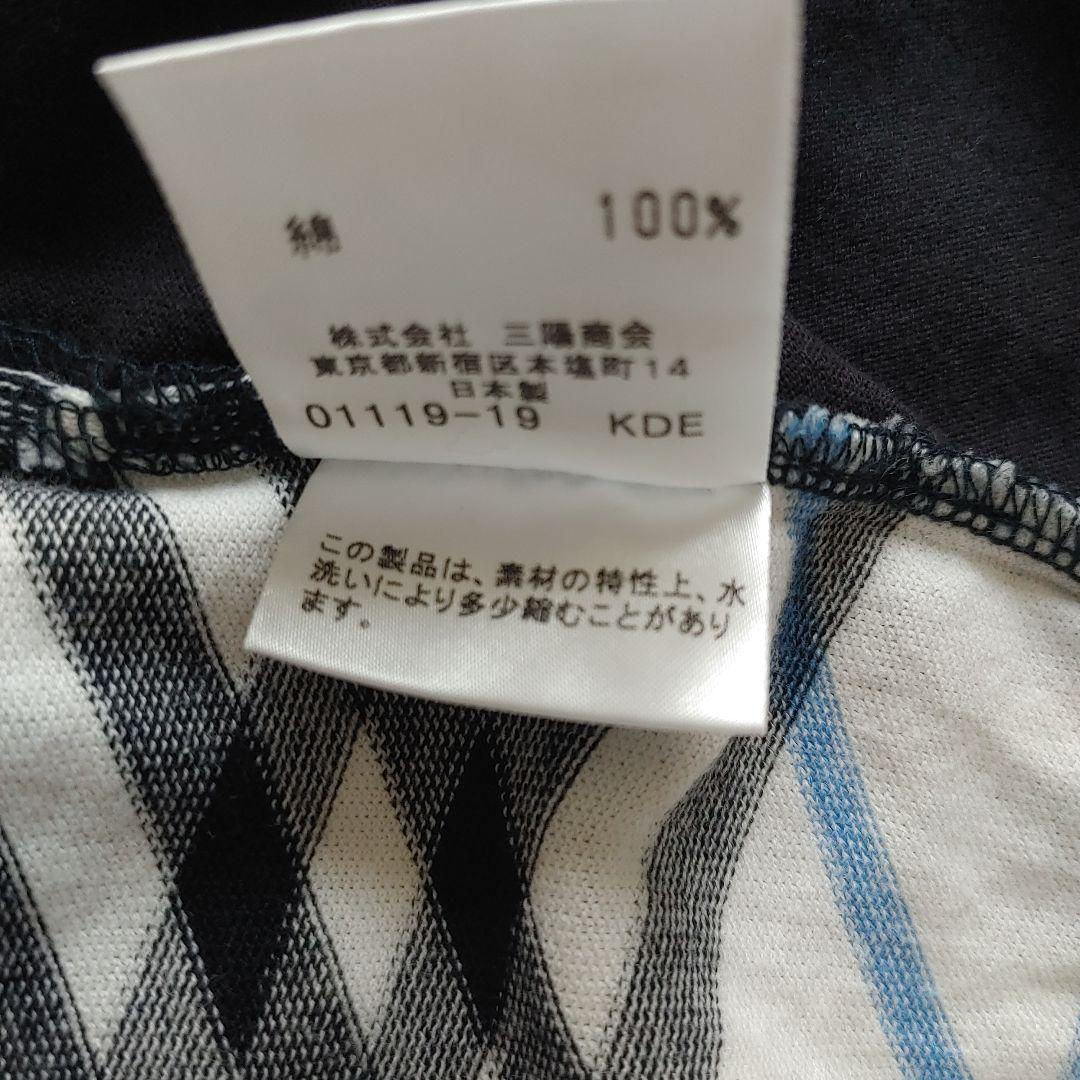 綿 100%
株式会社 三陽商会
東京都新宿区本塩町14
日本製
01119-19 KDE
この製品は、素材の特性上、水
洗いにより多少縮むことがあり
ます。